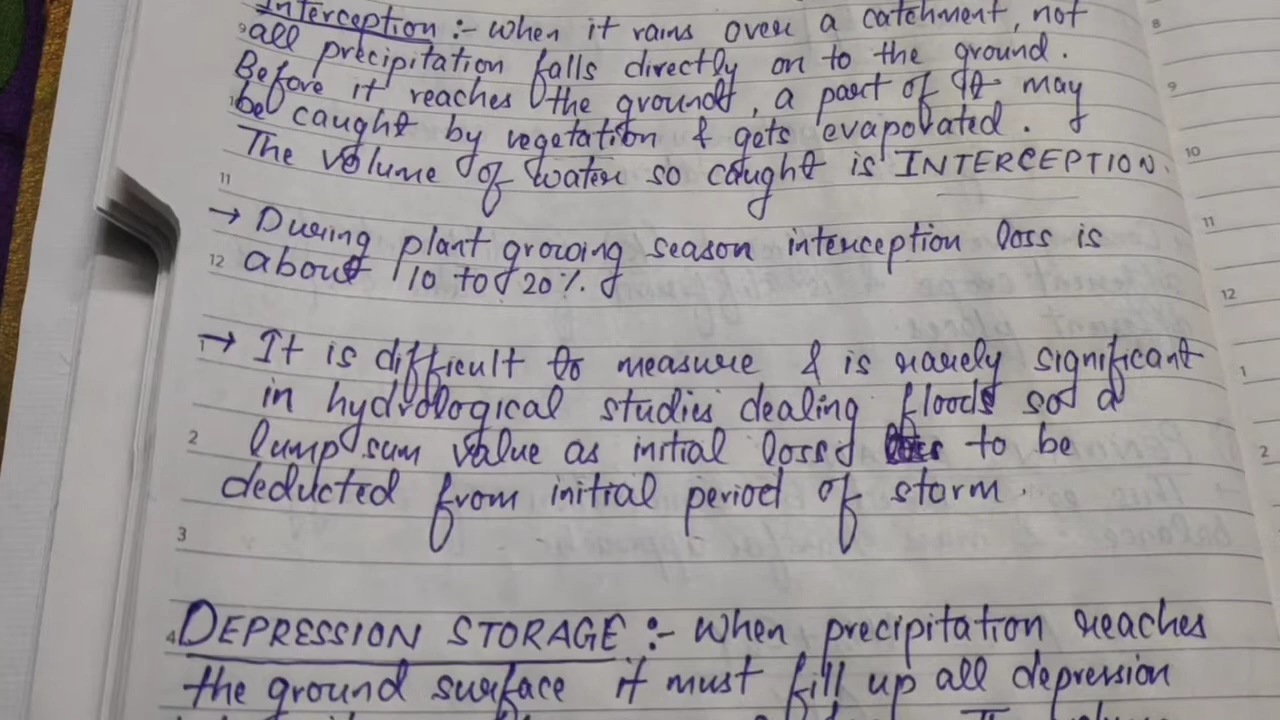 Interception :- When it rains over a catchment, not
all precipitation falls directly on to the ground.
Before it reaches the ground, a part of It may
be caught by vegetation & gets evaporated.
The volume of water so caught is INTERCEPTION.
→ During plant growing season interception loss is
about 10 to 20%.
→ It is difficult to measure & is rarely significant
in hydrological studies dealing floods so a
lump sum value as initial loss to be
deducted from initial period of storm.
DEPRESSION STORAGE :- When precipitation reaches
the ground surface it must fill up all depression